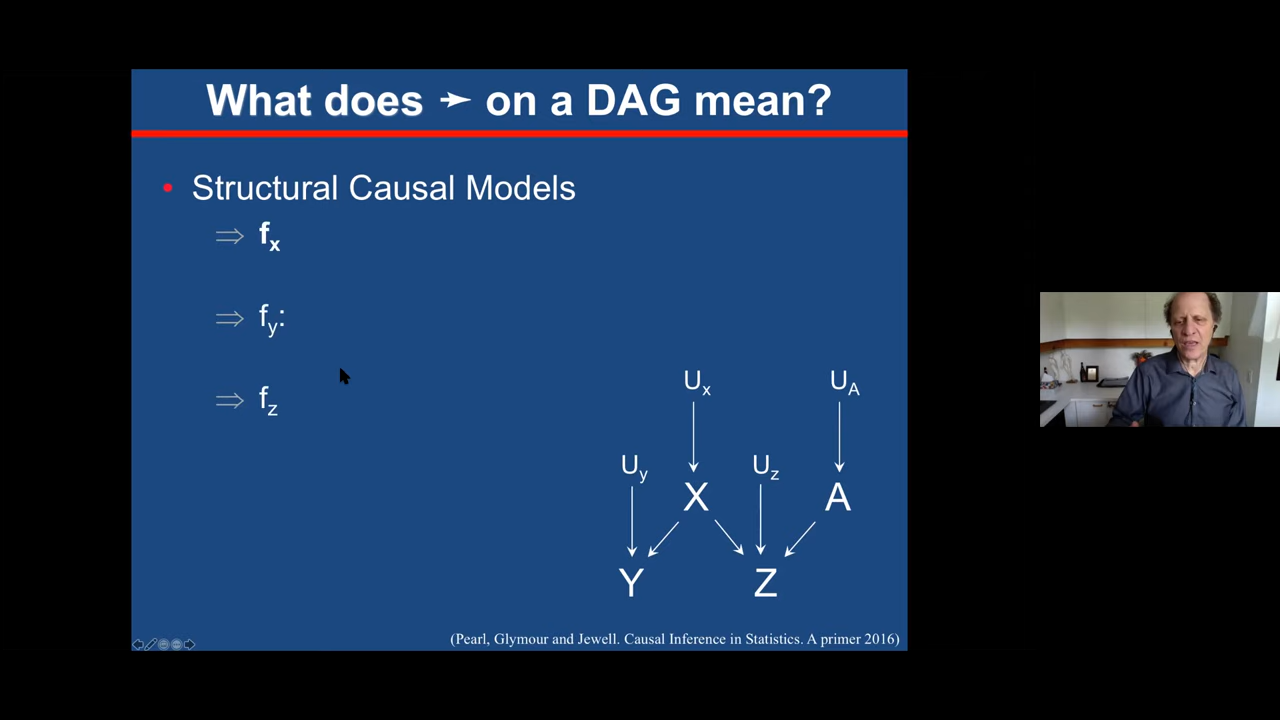 What does → on a DAG mean?
• Structural Causal Models
⇒ fx
⇒ fy:
⇒ fz
Ux UA
Uy Uz
X A
Y Z
(Pearl, Glymour and Jewell. Causal Inference in Statistics. A primer 2016)